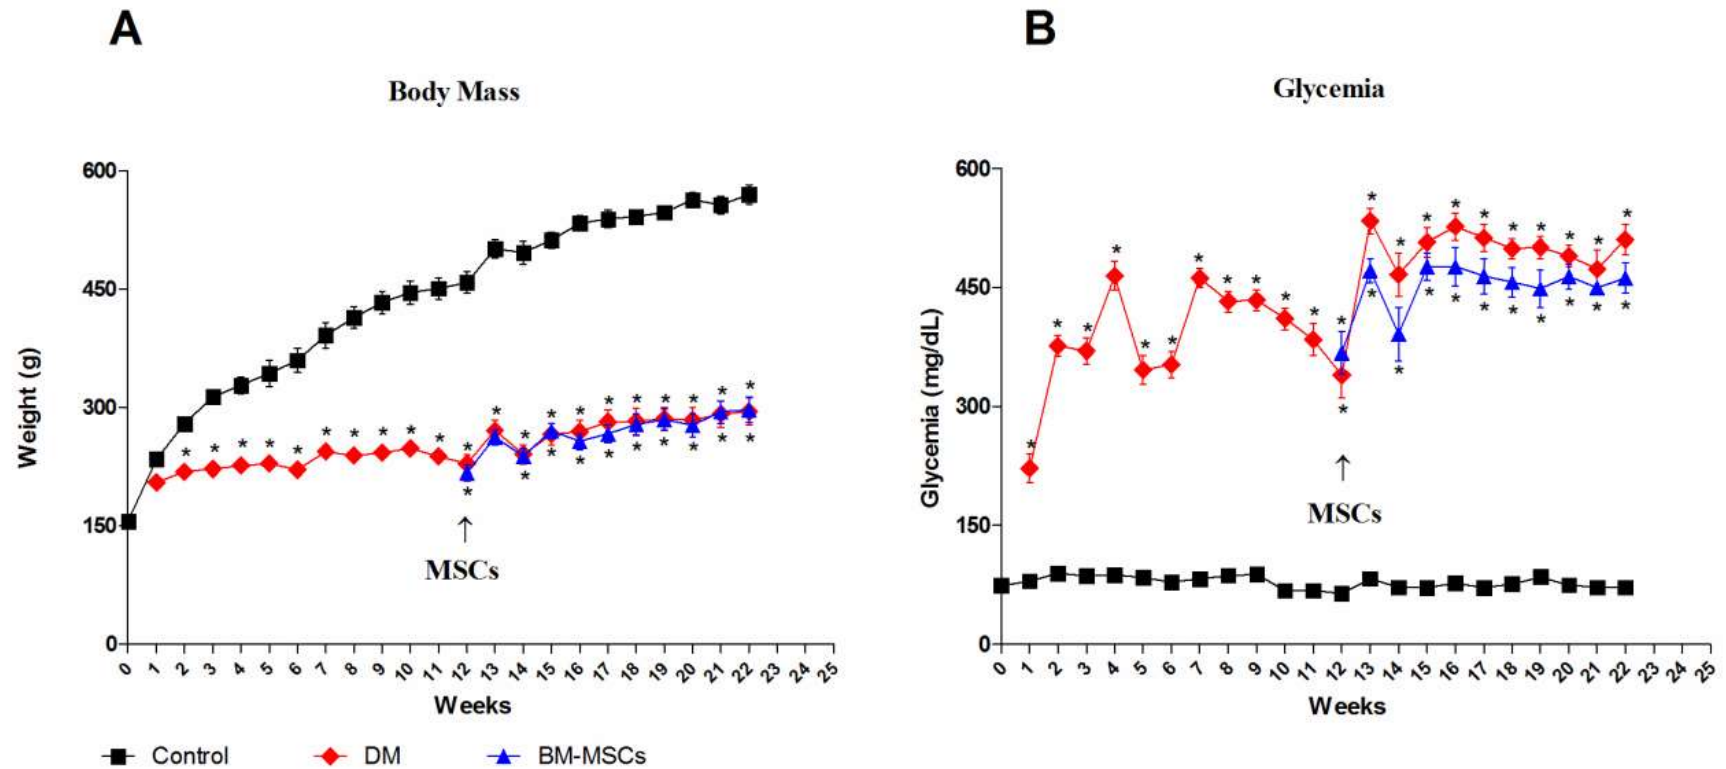 A
B
Body Mass
Glycemia
600
450
300
150
0
Weight (g)
* * * * * * * * * * * * * * * * * * * * *
* * * * * * * * * *
↑
MSCs
0 1 2 3 4 5 6 7 8 9 10 11 12 13 14 15 16 17 18 19 20 21 22 23 24 25
Weeks
600
450
300
150
0
Glycemia (mg/dL)
* * * * * * * * * * * * * * * * * * * * * *
* * * * * * * * * * *
↑
MSCs
0 1 2 3 4 5 6 7 8 9 10 11 12 13 14 15 16 17 18 19 20 21 22 23 24 25
Weeks
Control DM BM-MSCs